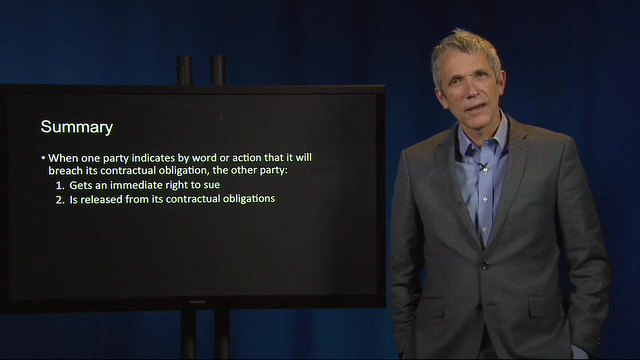 Summary
• When one party indicates by word or action that it will
breach its contractual obligation, the other party:
1. Gets an immediate right to sue
2. Is released from its contractual obligations